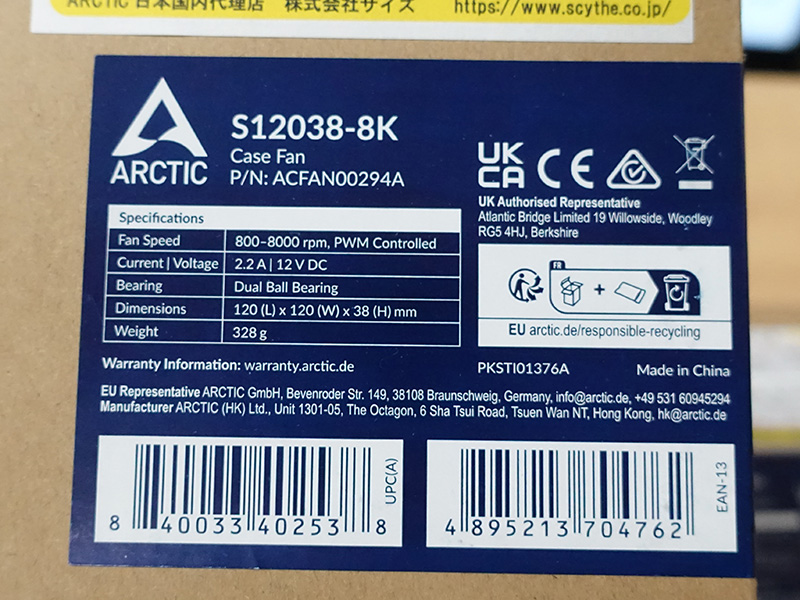 ARCTIC 日本国内代理店 株式会社サイズ https://www.scythe.co.jp/
ARCTIC
S12038-8K
Case Fan
P/N: ACFAN00294A
UK
CA
CE
UK Authorised Representative
Atlantic Bridge Limited 19 Willowside, Woodley
RG5 4HJ, Berkshire
Specifications
Fan Speed 800–8000 rpm, PWM Controlled
Current | Voltage 2.2 A | 12 V DC
Bearing Dual Ball Bearing
Dimensions 120 (L) x 120 (W) x 38 (H) mm
Weight 328 g
FR
+
EU arctic.de/responsible-recycling
Warranty Information: warranty.arctic.de
PKSTI01376A Made in China
EU Representative ARCTIC GmbH, Bevenroder Str. 149, 38108 Braunschweig, Germany, info@arctic.de, +49 531 60945294
Manufacturer ARCTIC (HK) Ltd., Unit 1301-05, The Octagon, 6 Sha Tsui Road, Tsuen Wan NT, Hong Kong, hk@arctic.de
8 40033 40253 8
UPC(A)
4 895213 704762
EAN-13